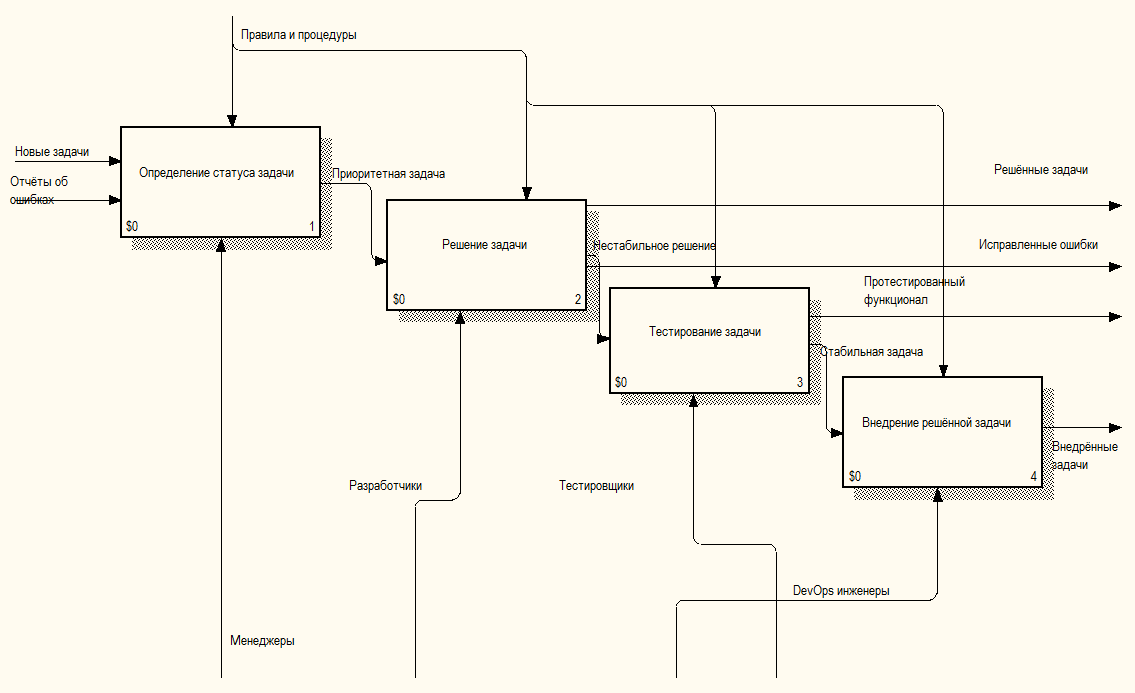 Правила и процедуры
Новые задачи
Отчёты об
ошибках
Определение статуса задачи
$0
1
Приоритетная задача
Решённые задачи
Решение задачи
$0
2
Нестабильное решение
Исправленные ошибки
Протестированный
функционал
Тестирование задачи
$0
3
Стабильная задача
Внедрение решённой задачи
$0
4
Внедрённые
задачи
Разработчики
Тестировщики
DevOps инженеры
Менеджеры